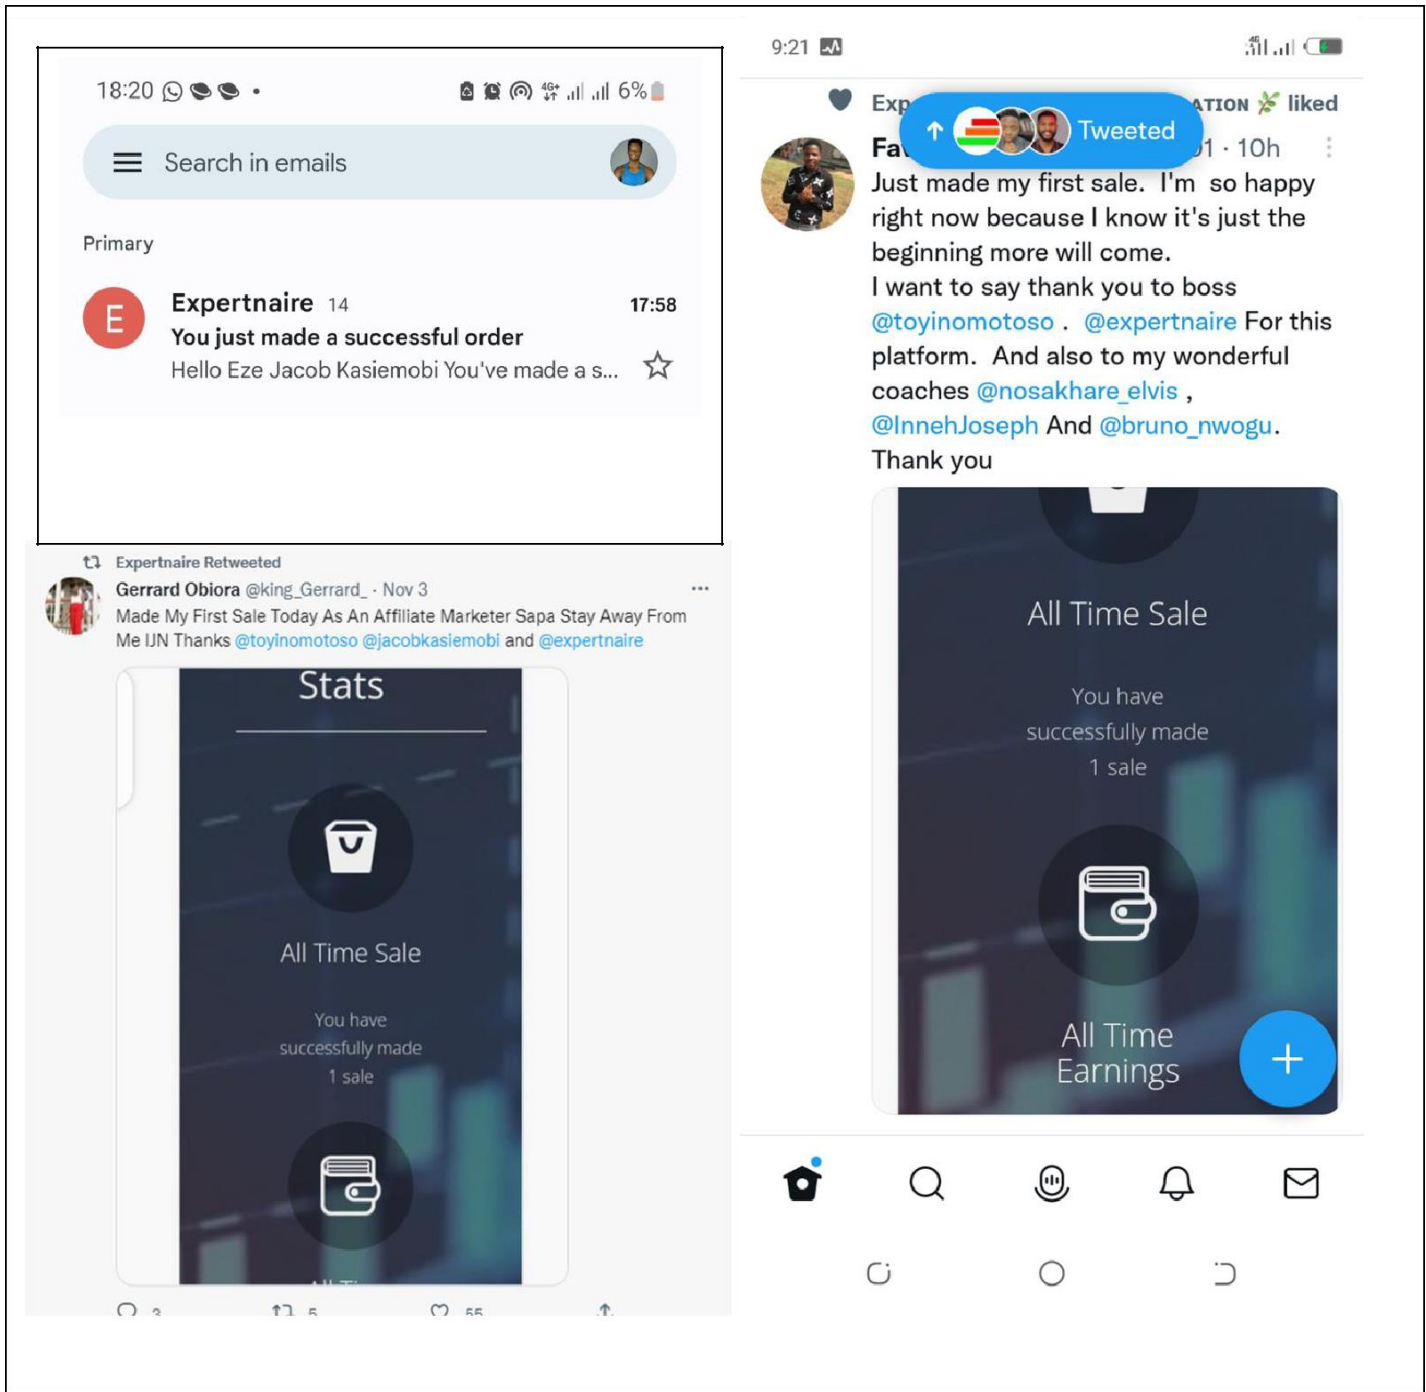 18:20
4G+ 6%
Search in emails
Primary
E
Expertnaire 14 17:58
You just made a successful order
Hello Eze Jacob Kasiemobi You've made a s...
Expertnaire Retweeted
Gerrard Obiora @king_Gerrard_ · Nov 3
Made My First Sale Today As An Affiliate Marketer Sapa Stay Away From
Me IJN Thanks @toyinomotoso @jacobkasiemobi and @expertnaire
Stats
All Time Sale
You have
successfully made
1 sale
3 5 55
9:21
4G
liked
Tweeted
· 10h
Just made my first sale. I'm so happy
right now because I know it's just the
beginning more will come.
I want to say thank you to boss
@toyinomotoso . @expertnaire For this
platform. And also to my wonderful
coaches @nosakhare_elvis ,
@InnehJoseph And @bruno_nwogu.
Thank you
All Time Sale
You have
successfully made
1 sale
All Time
Earnings